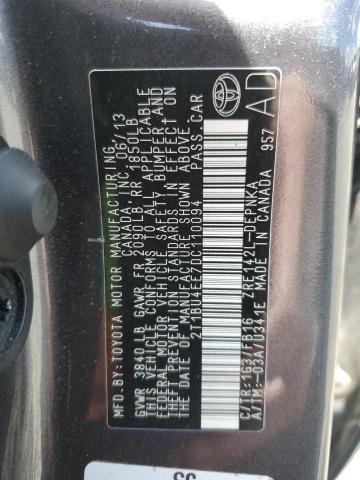 MFD.BY: TOYOTA MOTOR MANUFACTURING
CANADA, INC. 06/13
GVWR 3840LB GAWR FR 2090LB RR 1850LB
THIS VEHICLE CONFORMS TO ALL APPLICABLE
FEDERAL MOTOR VEHICLE SAFETY, BUMPER, AND
THEFT PREVENTION STANDARDS IN EFFECT ON
THE DATE OF MANUFACTURE SHOWN ABOVE.
2T1BU4EE7DC110094 PASS.CAR
C/TR: 1G3/FB16 ZRE142L-DEPNKA
A/TM: -03A/U341E MADE IN CANADA 957
TOYOTA
AD